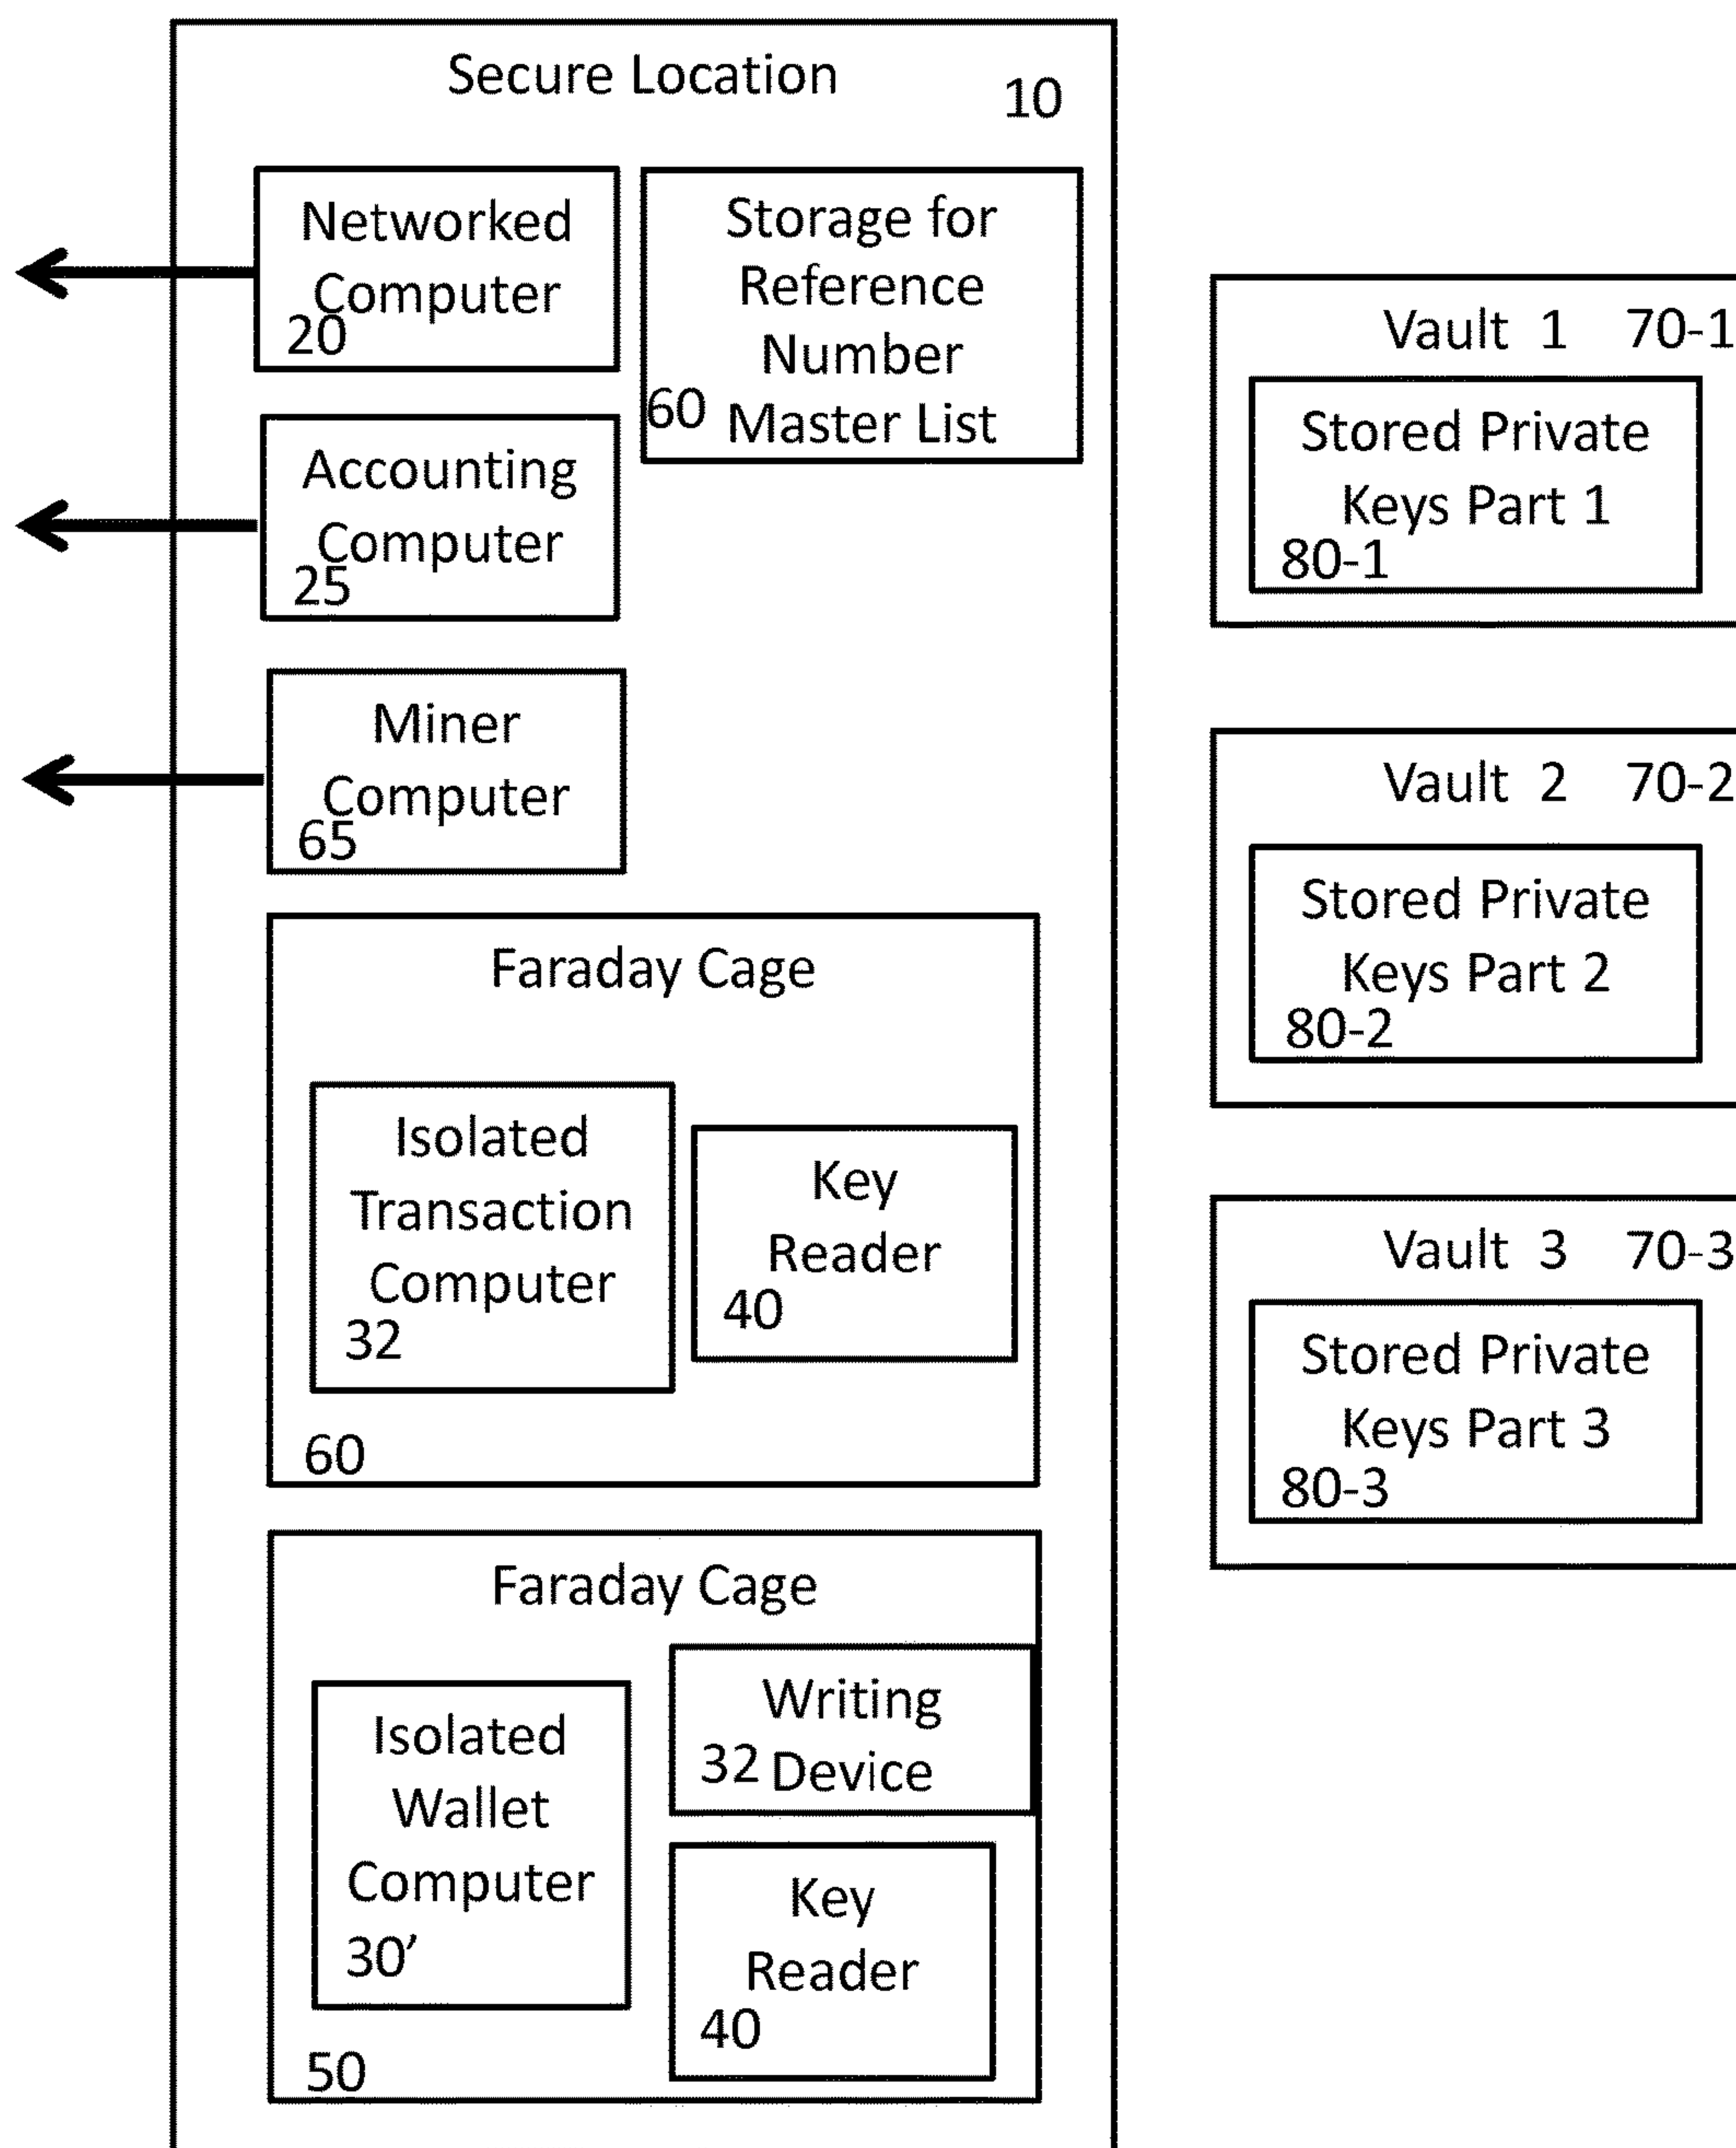 Secure Location
10
Networked
Computer
20
Storage for
Reference
Number
60 Master List
Accounting
Computer
25
Miner
Computer
65
Faraday Cage
Isolated
Transaction
Computer
32
Key
Reader
40
60
Faraday Cage
Isolated
Wallet
Computer
30’
Writing
32 Device
Key
Reader
40
50
Vault 1 70-1
Stored Private
Keys Part 1
80-1
Vault 2 70-2
Stored Private
Keys Part 2
80-2
Vault 3 70-3
Stored Private
Keys Part 3
80-3